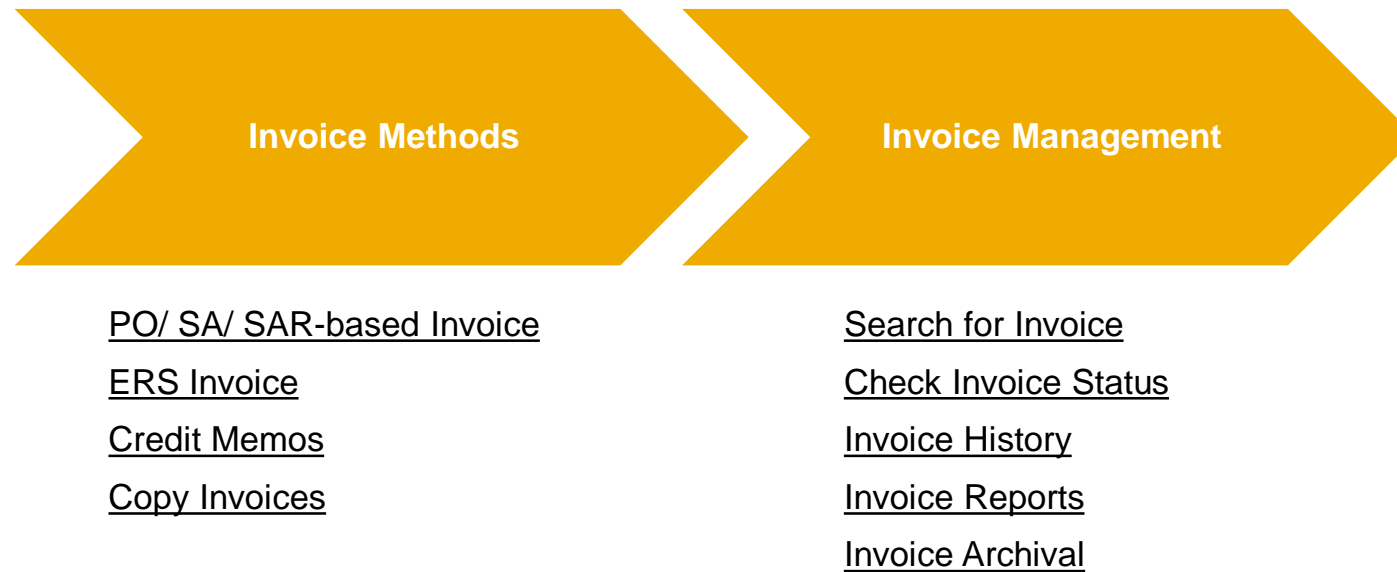 Invoice Methods
PO/ SA/ SAR-based Invoice
ERS Invoice
Credit Memos
Copy Invoices
Invoice Management
Search for Invoice
Check Invoice Status
Invoice History
Invoice Reports
Invoice Archival